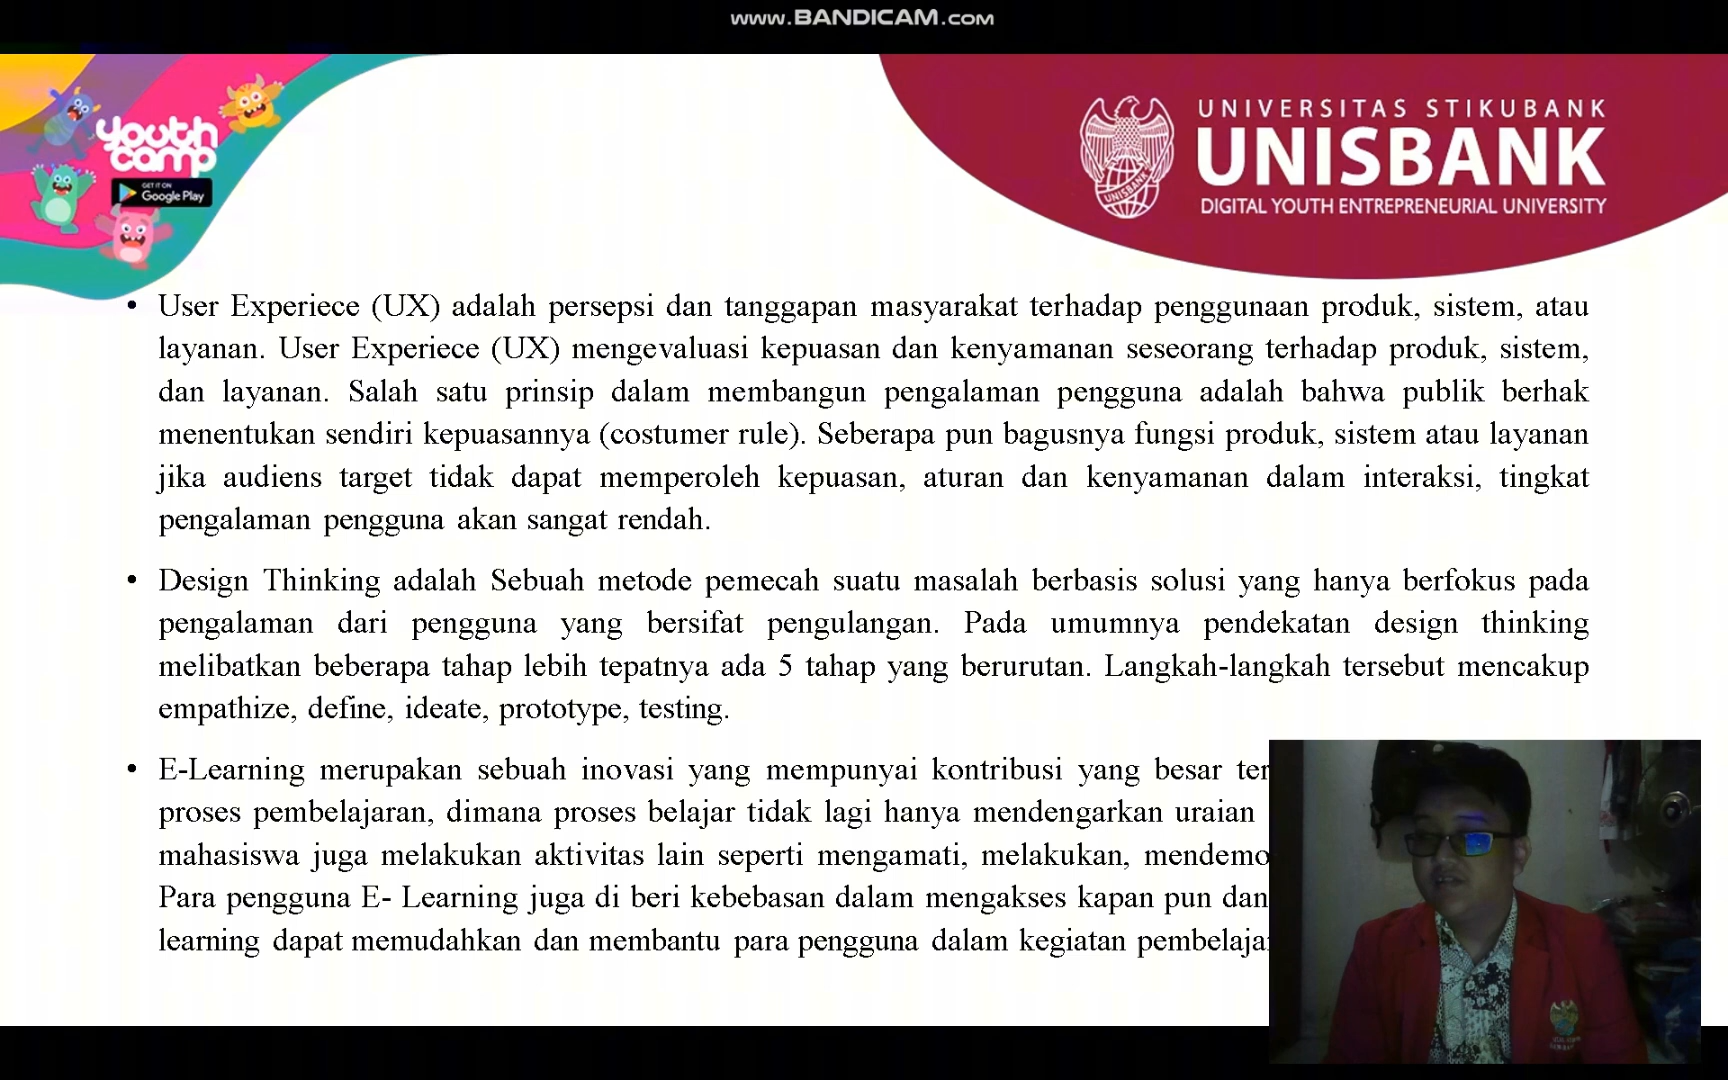 www.BANDICAM.com
youth
camp
GET IT ON
Google Play
UNIVERSITAS STIKUBANK
UNISBANK
DIGITAL YOUTH ENTREPRENEURIAL UNIVERSITY
UNISBANK
• User Experiece (UX) adalah persepsi dan tanggapan masyarakat terhadap penggunaan produk, sistem, atau
layanan. User Experiece (UX) mengevaluasi kepuasan dan kenyamanan seseorang terhadap produk, sistem,
dan layanan. Salah satu prinsip dalam membangun pengalaman pengguna adalah bahwa publik berhak
menentukan sendiri kepuasannya (costumer rule). Seberapa pun bagusnya fungsi produk, sistem atau layanan
jika audiens target tidak dapat memperoleh kepuasan, aturan dan kenyamanan dalam interaksi, tingkat
pengalaman pengguna akan sangat rendah.
• Design Thinking adalah Sebuah metode pemecah suatu masalah berbasis solusi yang hanya berfokus pada
pengalaman dari pengguna yang bersifat pengulangan. Pada umumnya pendekatan design thinking
melibatkan beberapa tahap lebih tepatnya ada 5 tahap yang berurutan. Langkah-langkah tersebut mencakup
empathize, define, ideate, prototype, testing.
• E-Learning merupakan sebuah inovasi yang mempunyai kontribusi yang besar ter
proses pembelajaran, dimana proses belajar tidak lagi hanya mendengarkan uraian
mahasiswa juga melakukan aktivitas lain seperti mengamati, melakukan, mendemo
Para pengguna E- Learning juga di beri kebebasan dalam mengakses kapan pun dan
learning dapat memudahkan dan membantu para pengguna dalam kegiatan pembelaja